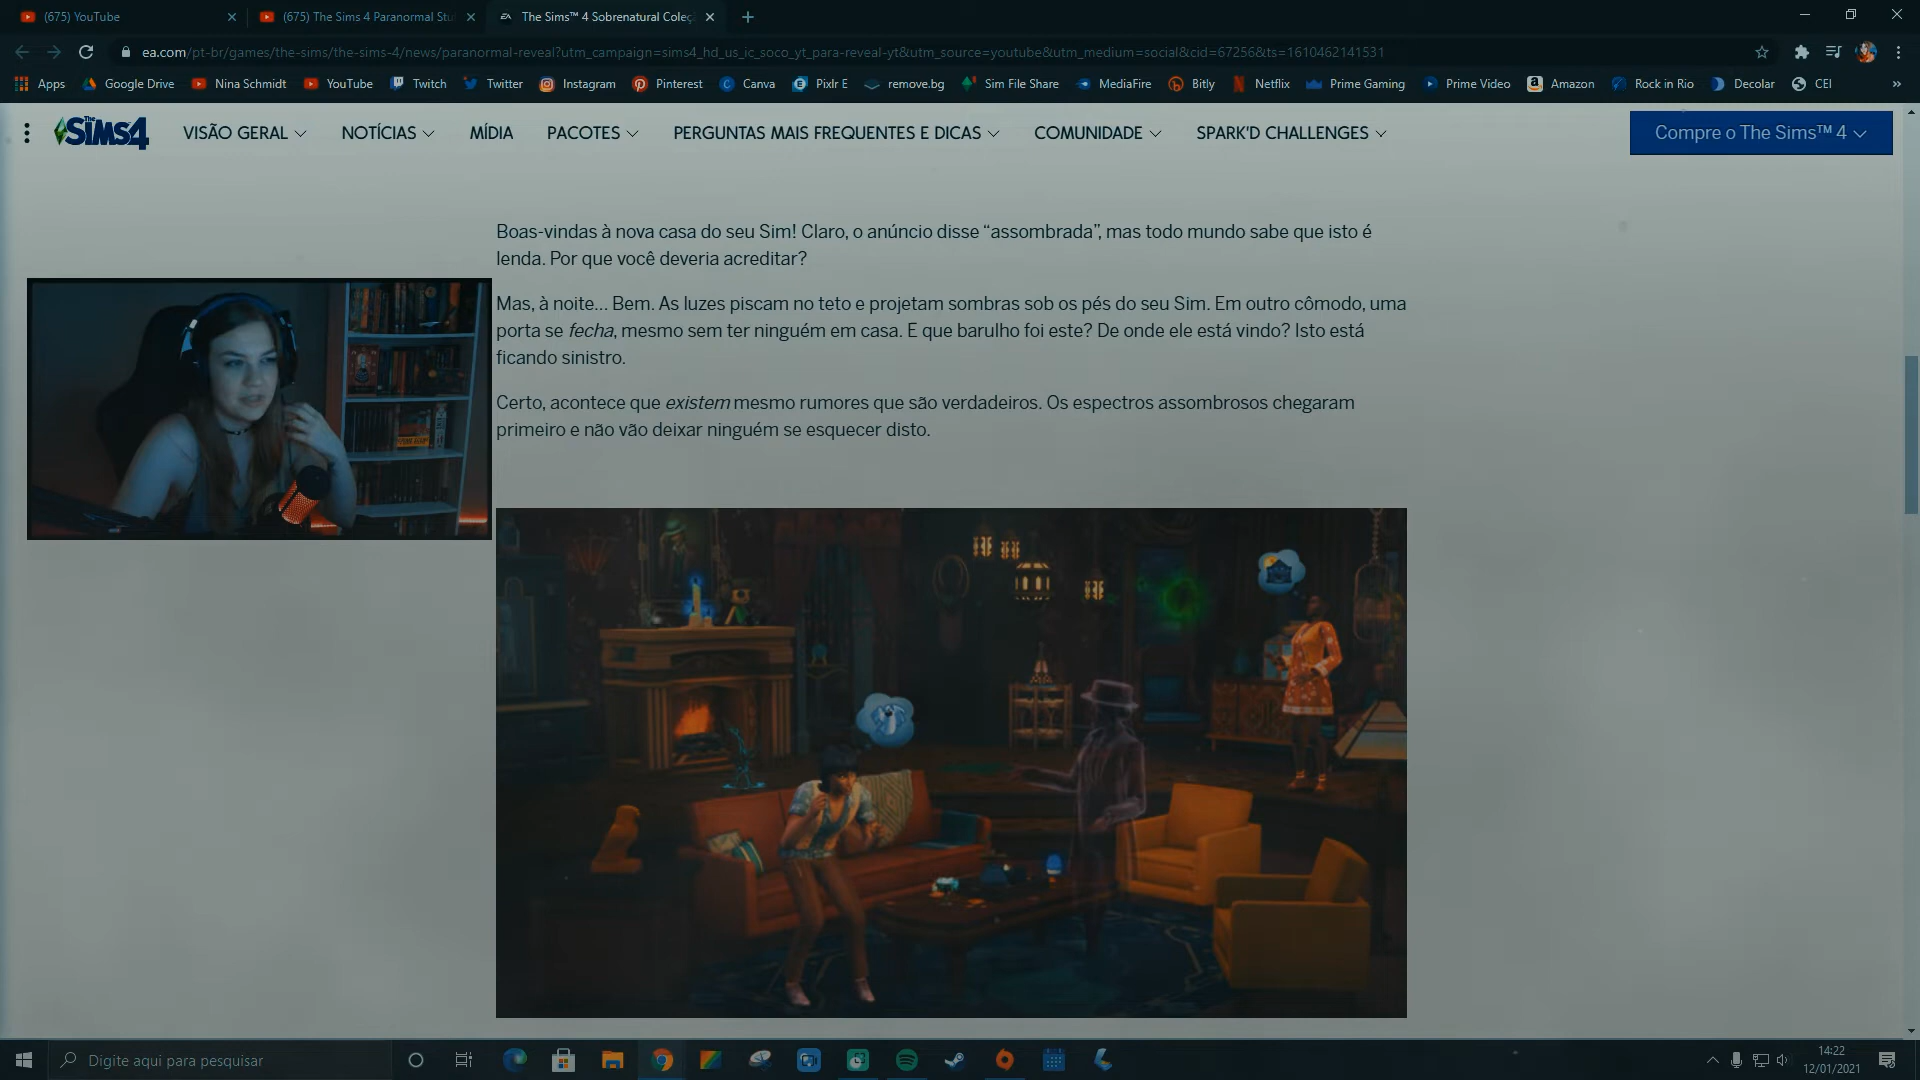 (675) YouTube
(675) The Sims 4 Paranormal Stu
The Sims™ 4 Sobrenatural Coleç
ea.com/pt-br/games/the-sims/the-sims-4/news/paranormal-reveal?utm_campaign=sims4_hd_us_ic_soco_yt_para-reveal-yt&utm_source=youtube&utm_medium=social&cid=67256&ts=1610462141531
Apps Google Drive Nina Schmidt YouTube Twitch Twitter Instagram Pinterest Canva Pixlr E remove.bg Sim File Share MediaFire Bitly Netflix Prime Gaming Prime Video Amazon Rock in Rio Decolar CEI
The SIMS4 VISÃO GERAL NOTÍCIAS MÍDIA PACOTES PERGUNTAS MAIS FREQUENTES E DICAS COMUNIDADE SPARK'D CHALLENGES Compre o The Sims™ 4
Boas-vindas à nova casa do seu Sim! Claro, o anúncio disse “assombrada”, mas todo mundo sabe que isto é
lenda. Por que você deveria acreditar?
Mas, à noite... Bem. As luzes piscam no teto e projetam sombras sob os pés do seu Sim. Em outro cômodo, uma
porta se fecha, mesmo sem ter ninguém em casa. E que barulho foi este? De onde ele está vindo? Isto está
ficando sinistro.
Certo, acontece que existem mesmo rumores que são verdadeiros. Os espectros assombrosos chegaram
primeiro e não vão deixar ninguém se esquecer disto.
Digite aqui para pesquisar
14:22
12/01/2021